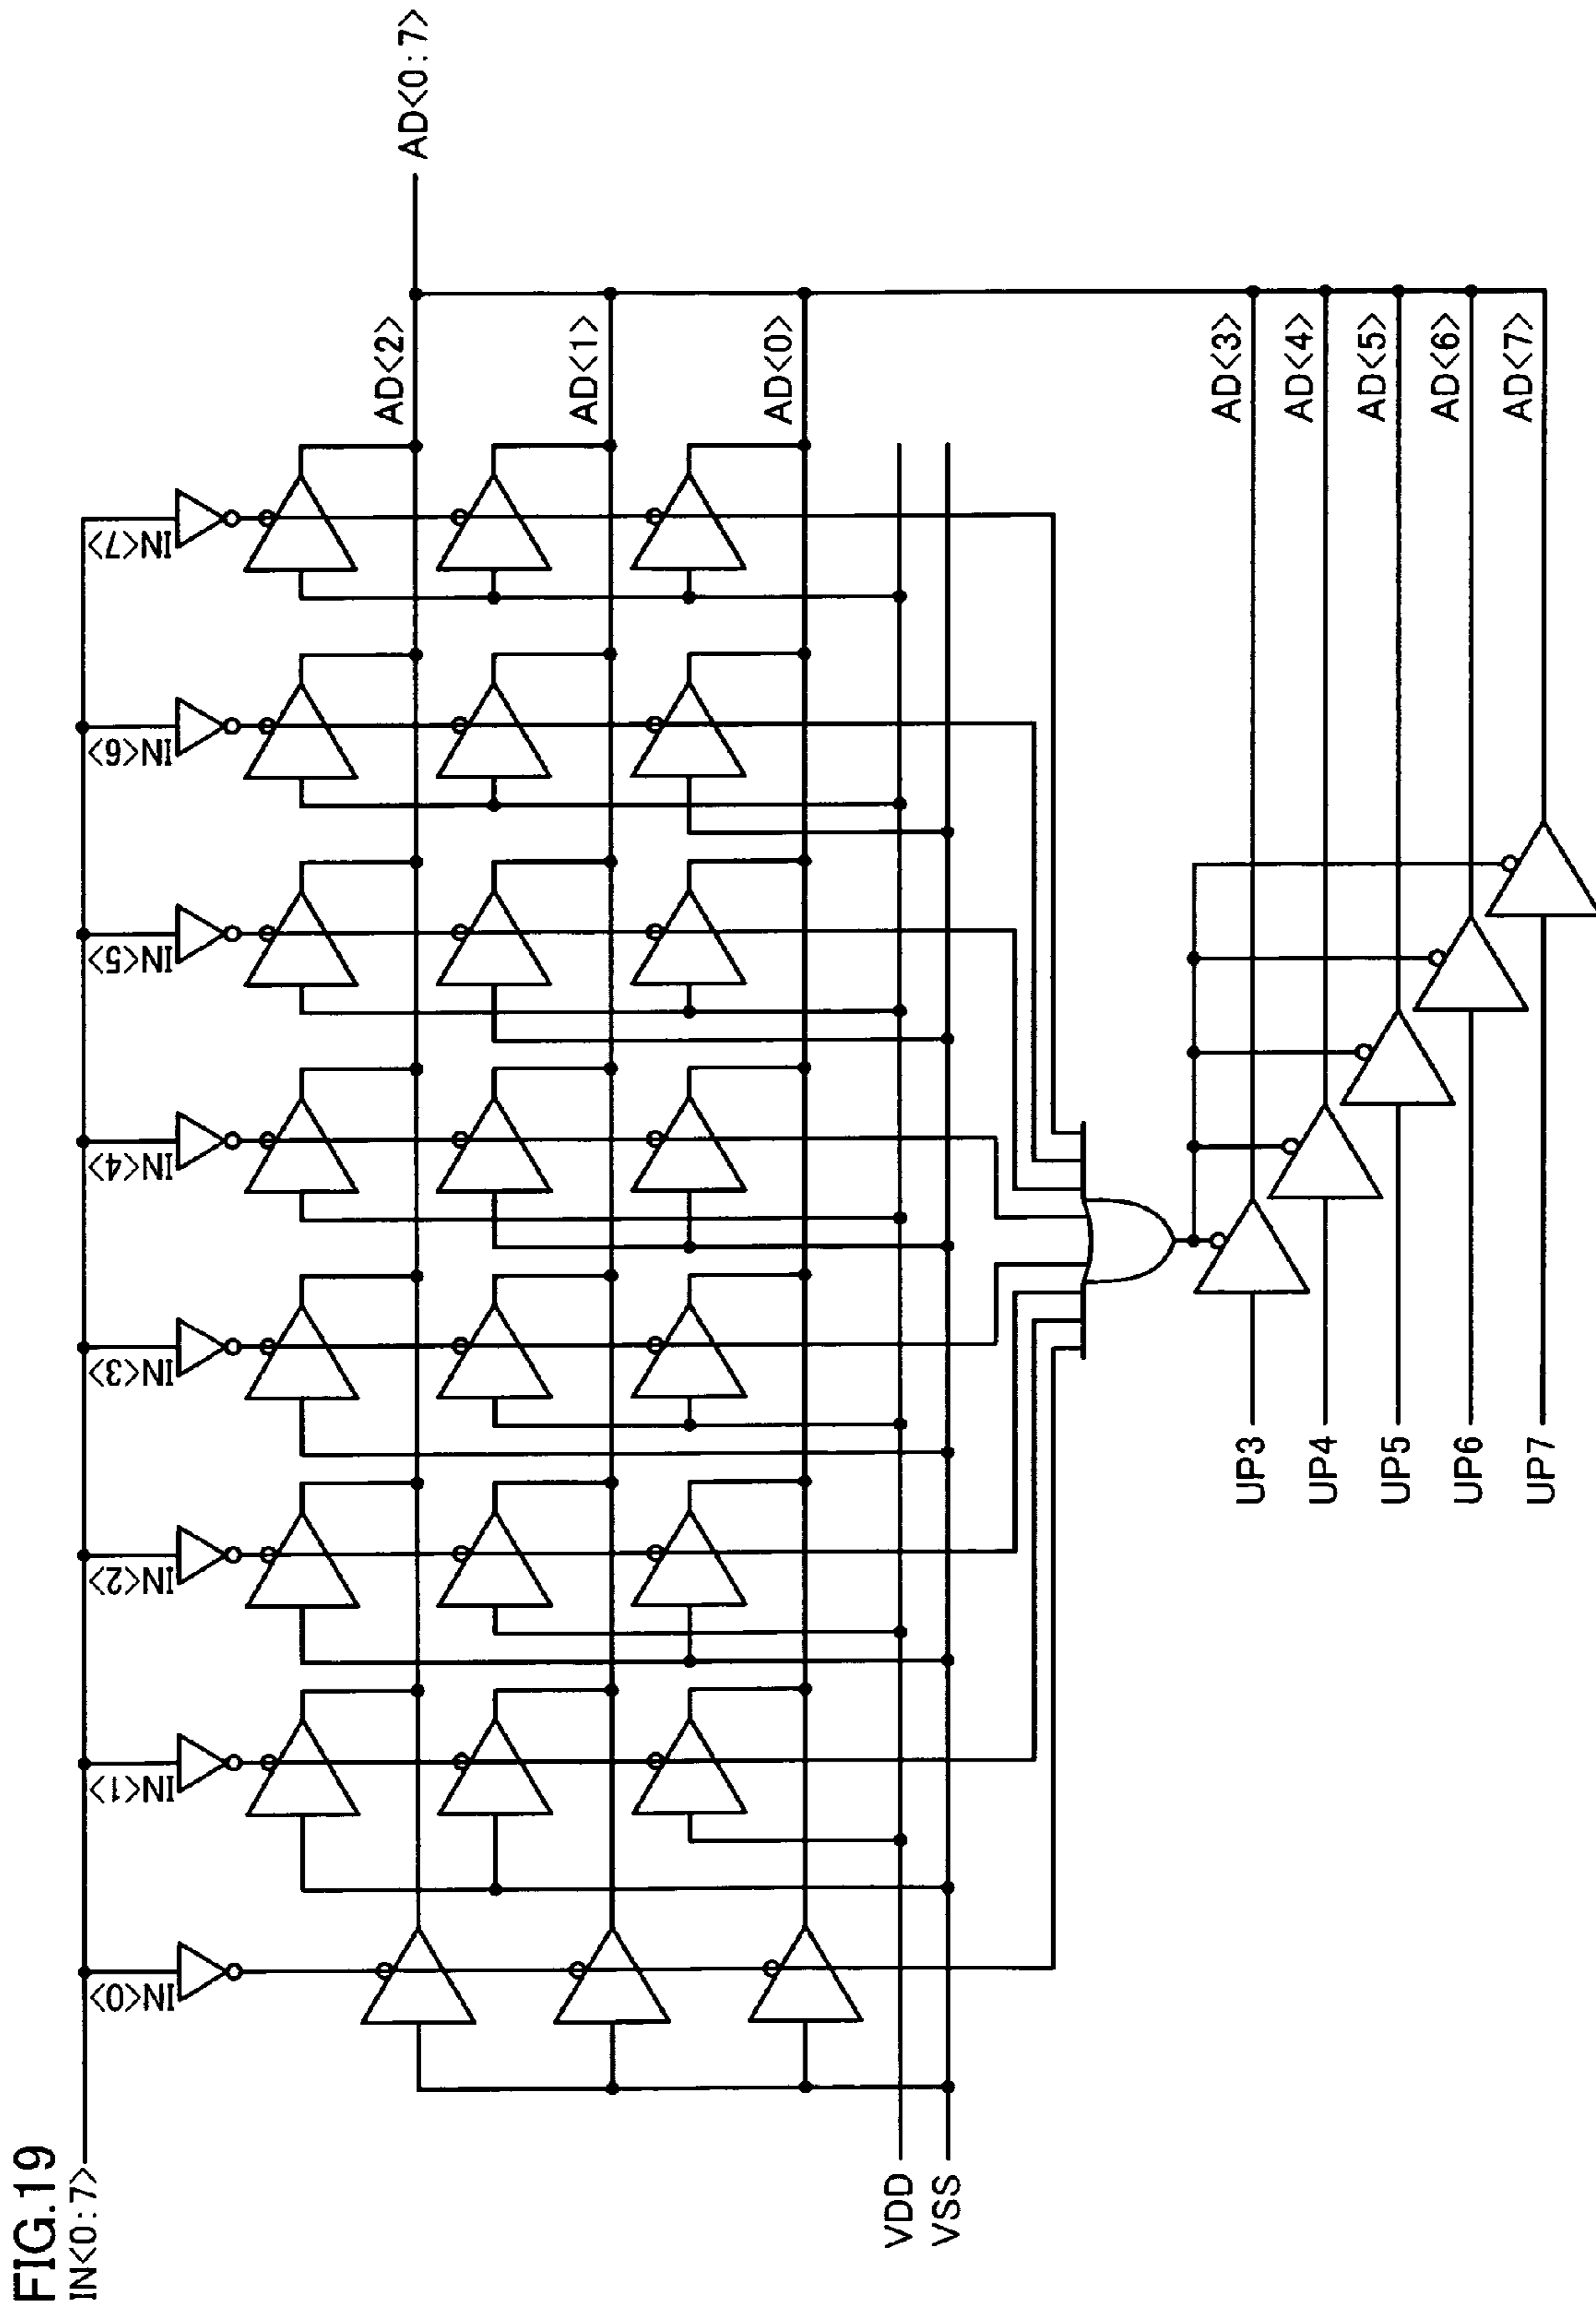 FIG.19
IN<0:7>
IN<0>
IN<1>
IN<2>
IN<3>
IN<4>
IN<5>
IN<6>
IN<7>
AD<2>
AD<0:7>
AD<1>
AD<0>
VDD
VSS
UP3
AD<3>
UP4
AD<4>
UP5
AD<5>
UP6
AD<6>
UP7
AD<7>